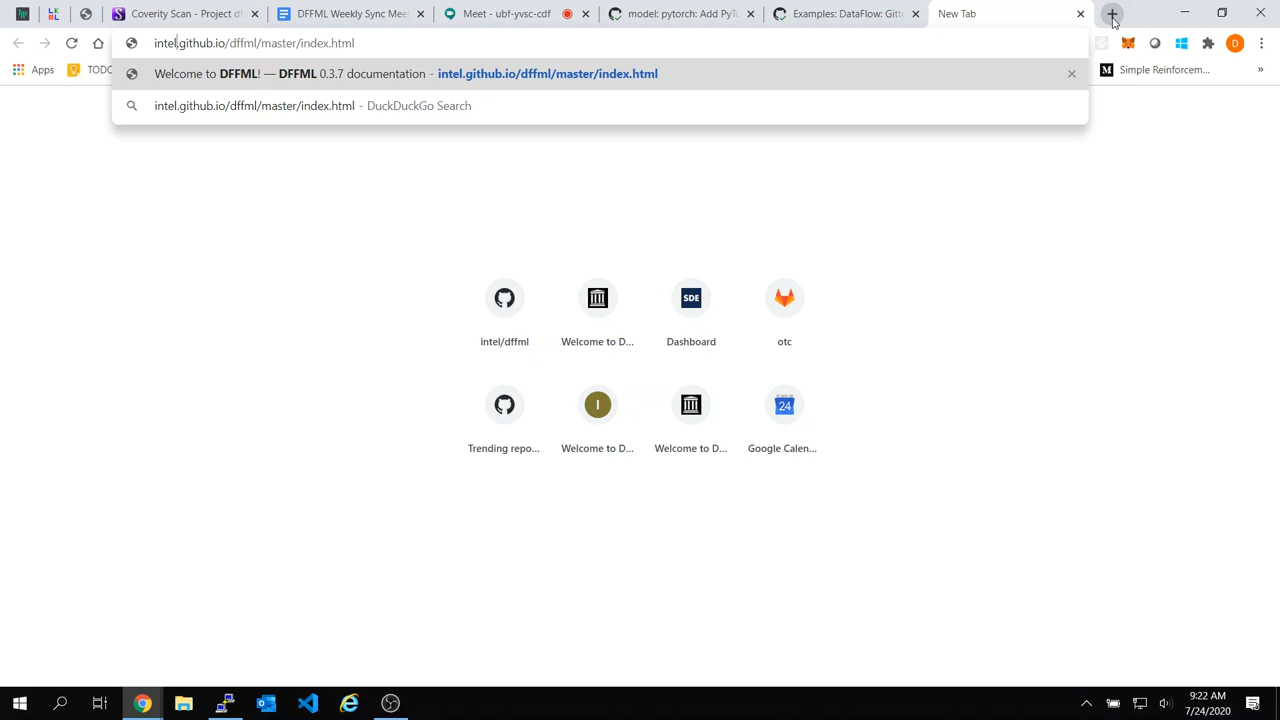 Coverity Scan - Project df
DFFML Weekly Sync Meet
Meet - ubf-yvsc-cdf
model: pytorch: Add PyTo
Examples: DataFlow: Gitte
New Tab
intel.github.io/dffml/master/index.html
Apps
TODO
Simple Reinforcem...
»
Welcome to DFFML! — DFFML 0.3.7 documentation - intel.github.io/dffml/master/index.html
intel.github.io/dffml/master/index.html - DuckDuckGo Search
D
M
SDE
intel/dffml
Welcome to D...
Dashboard
otc
I
24
Trending repo...
Welcome to D...
Welcome to D...
Google Calen...
9:22 AM
7/24/2020